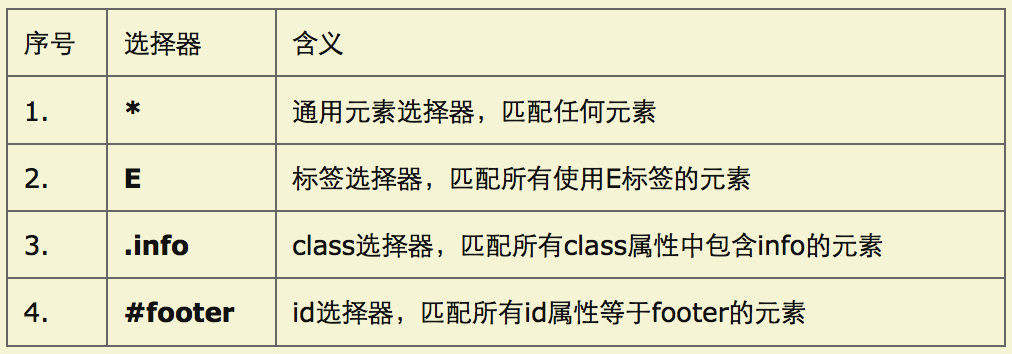 序号 选择器 含义
1. * 通用元素选择器，匹配任何元素
2. E 标签选择器，匹配所有使用E标签的元素
3. .info class选择器，匹配所有class属性中包含info的元素
4. #footer id选择器，匹配所有id属性等于footer的元素